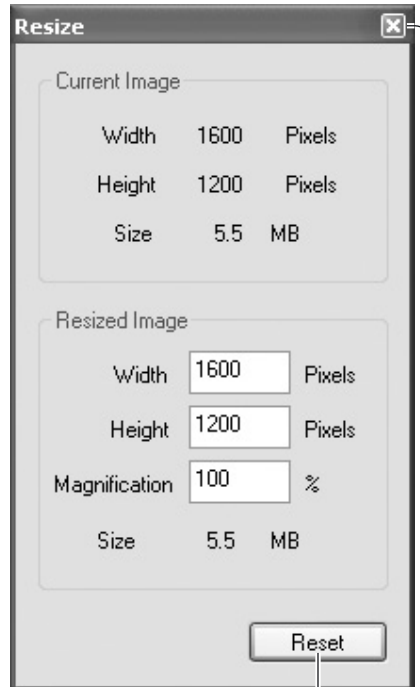 Resize
Current Image
Width 1600 Pixels
Height 1200 Pixels
Size 5.5 MB
Resized Image
Width 1600 Pixels
Height 1200 Pixels
Magnification 100 %
Size 5.5 MB
Reset